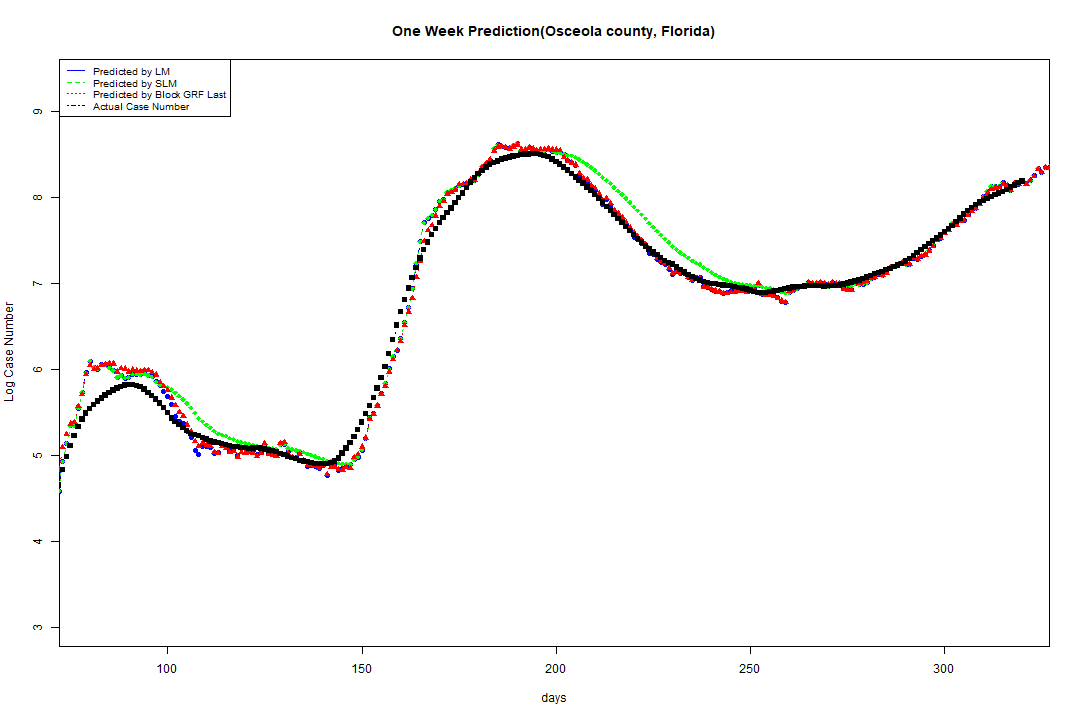 One Week Prediction(Osceola county, Florida)
Predicted by LM
Predicted by SLM
Predicted by Block GRF Last
Actual Case Number
9
8
7
6
5
4
3
Log Case Number
100 150 200 250 300
days